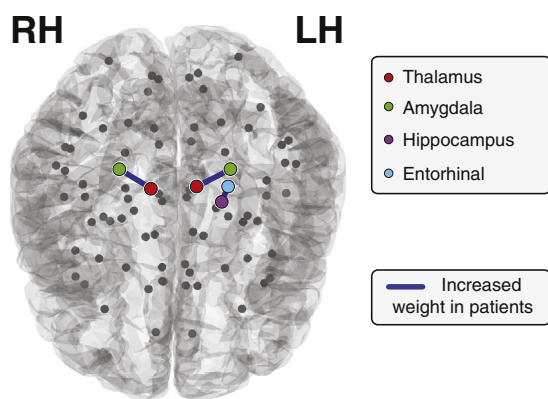 RH
LH
Thalamus
Amygdala
Hippocampus
Entorhinal
Increased
weight in patients